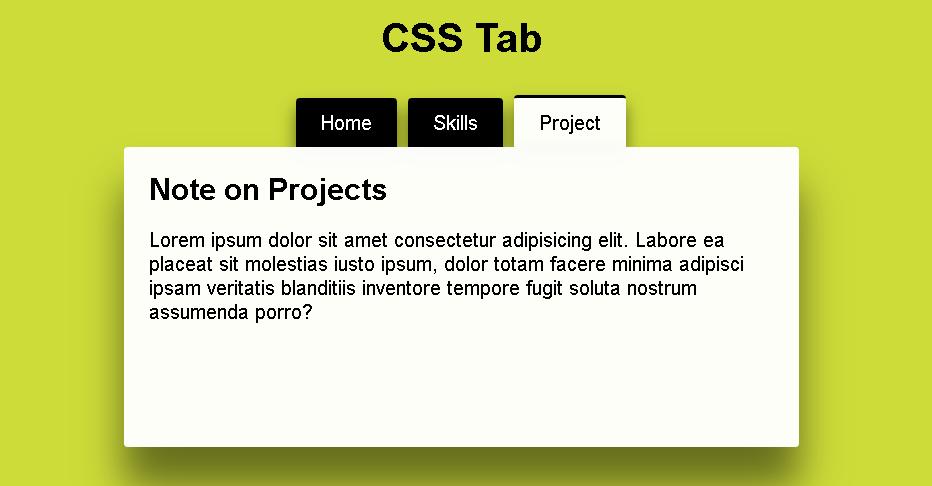 CSS Tab
Home Skills Project
Note on Projects
Lorem ipsum dolor sit amet consectetur adipisicing elit. Labore ea
placeat sit molestias iusto ipsum, dolor totam facere minima adipisci
ipsam veritatis blanditiis inventore tempore fugit soluta nostrum
assumenda porro?